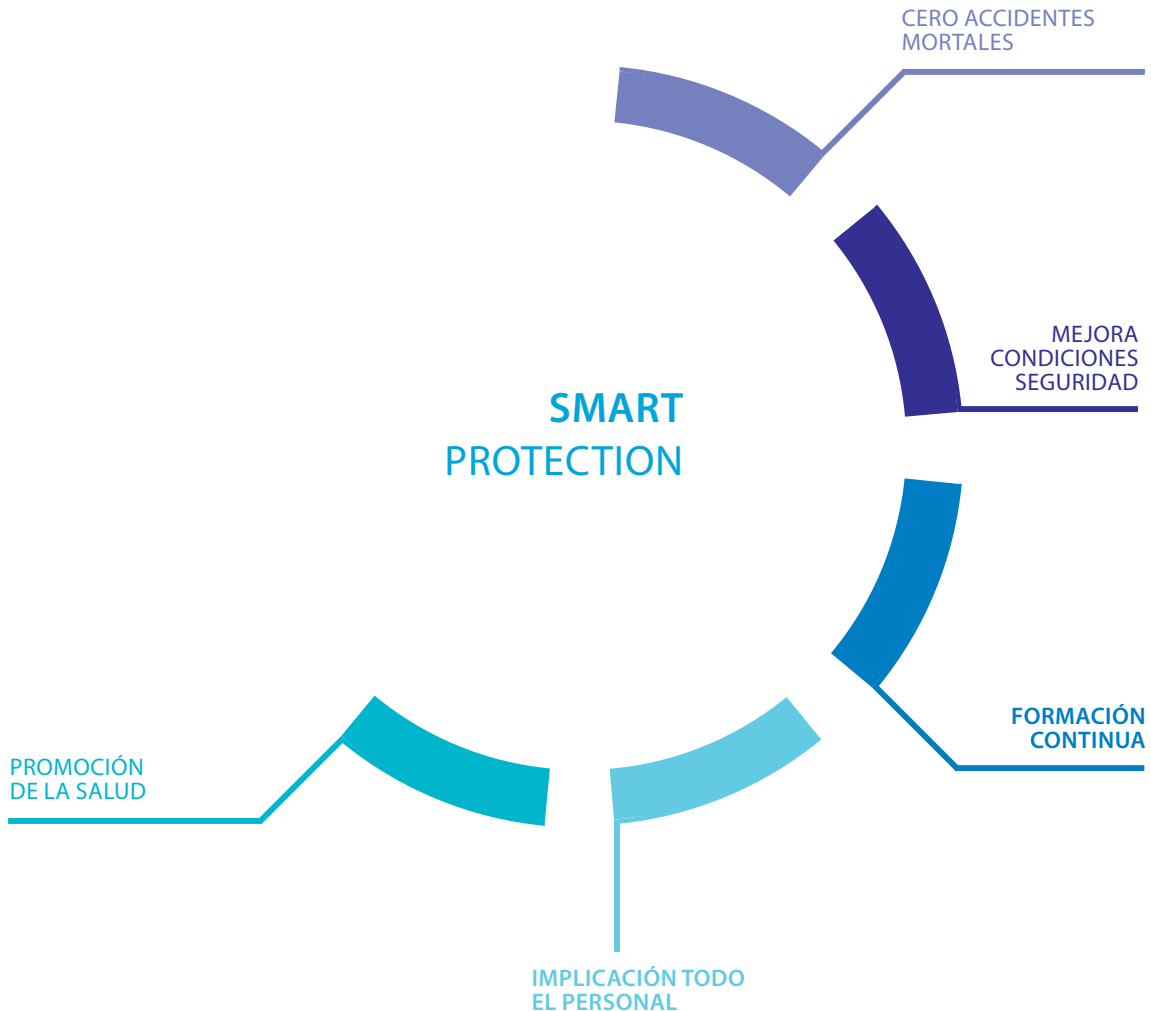 CERO ACCIDENTES
MORTALES
MEJORA
CONDICIONES
SEGURIDAD
SMART
PROTECTION
FORMACIÓN
CONTINUA
PROMOCIÓN
DE LA SALUD
IMPLICACIÓN TODO
EL PERSONAL